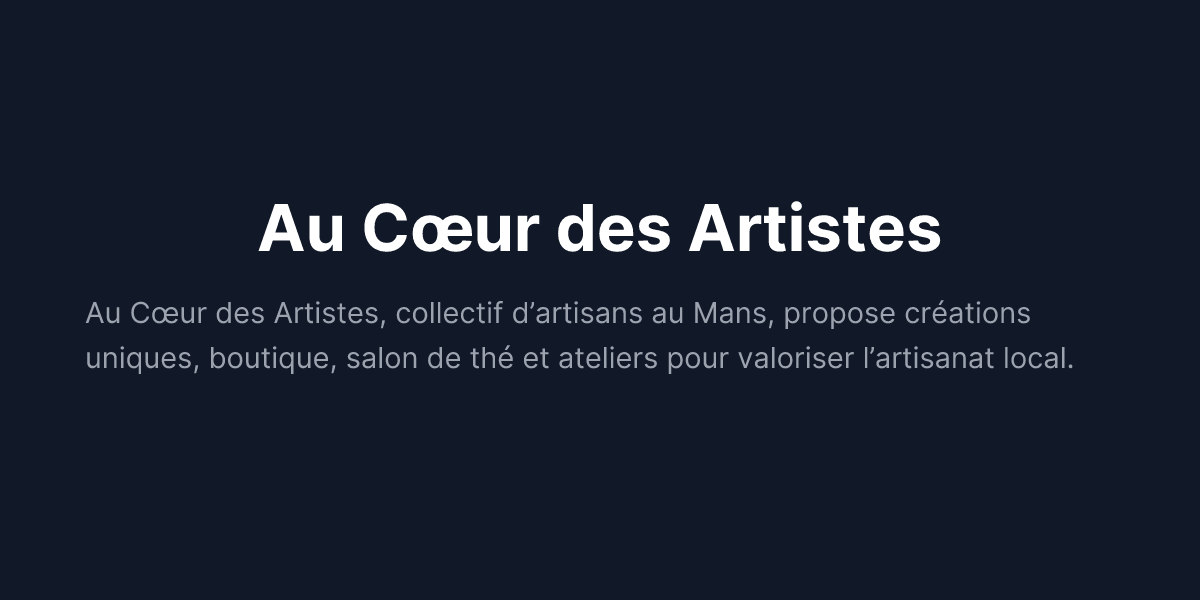 Au Cœur des Artistes
Au Cœur des Artistes, collectif d’artisans au Mans, propose créations
uniques, boutique, salon de thé et ateliers pour valoriser l’artisanat local.